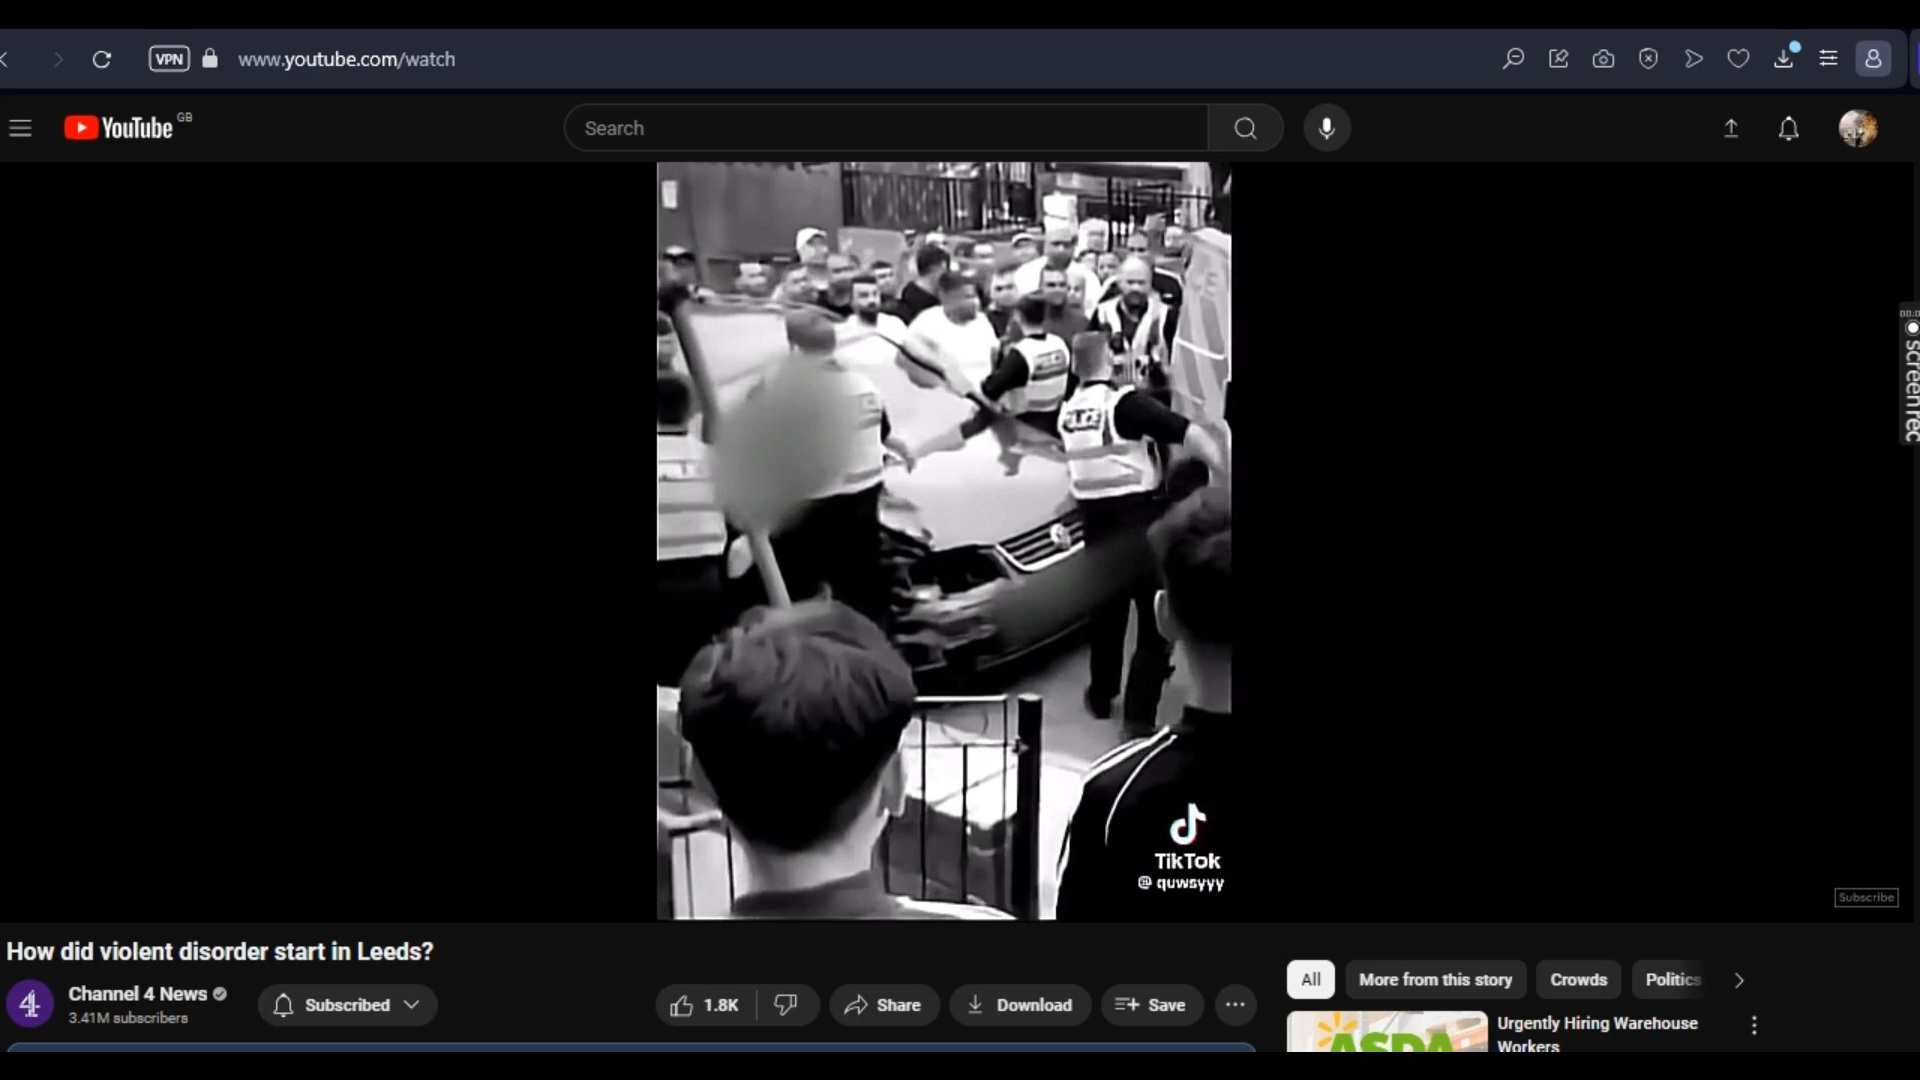 VPN
www.youtube.com/watch
YouTube GB
Search
POLICE
TikTok
@ quwsyyy
Subscribe
screenrec
How did violent disorder start in Leeds?
Channel 4 News
3.41M subscribers
Subscribed
1.8K
Share
Download
Save
All
More from this story
Crowds
Politics
Urgently Hiring Warehouse
Workers
ASDA